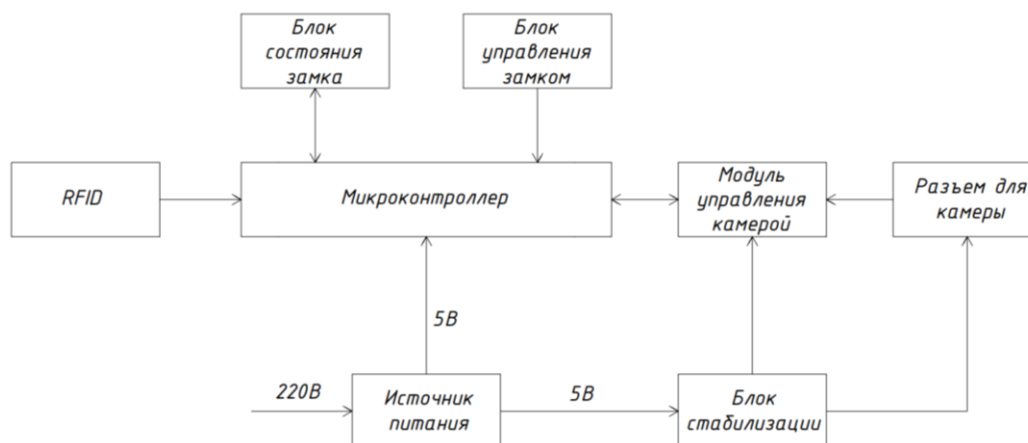 Блок
состояния
замка
Блок
управления
замком
RFID
Микроконтроллер
Модуль
управления
камерой
Разъем для
камеры
5В
220В
Источник
питания
5В
Блок
стабилизации